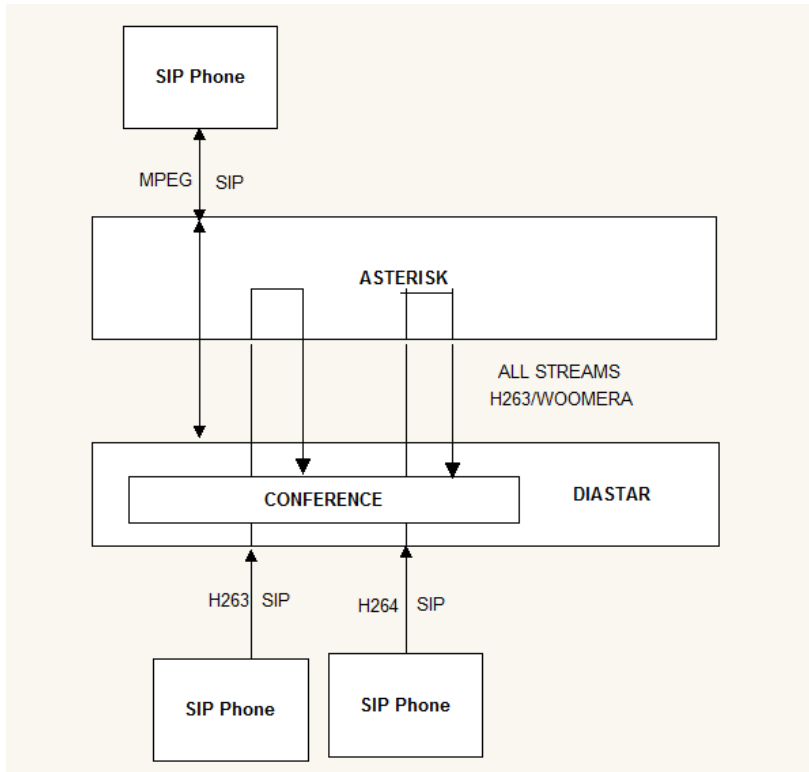 SIP Phone
MPEG SIP
ASTERISK
ALL STREAMS
H263/WOOMERA
CONFERENCE
DIASTAR
H263 SIP
H264 SIP
SIP Phone
SIP Phone